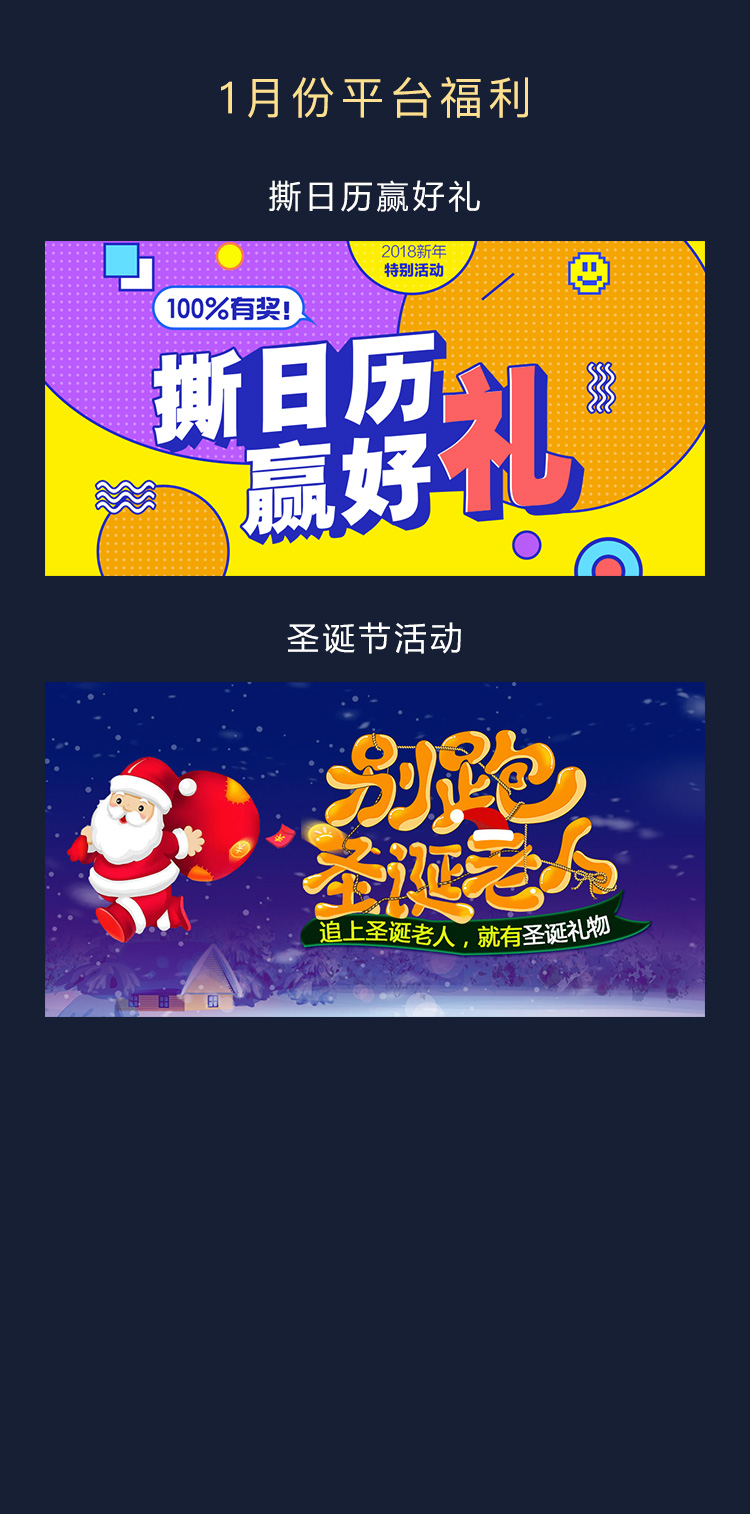 1月份平台福利
撕日历赢好礼
2018新年
特别活动
100%有奖!
撕日历
赢好礼
圣诞节活动
别跑
圣诞老人
追上圣诞老人，就有圣诞礼物